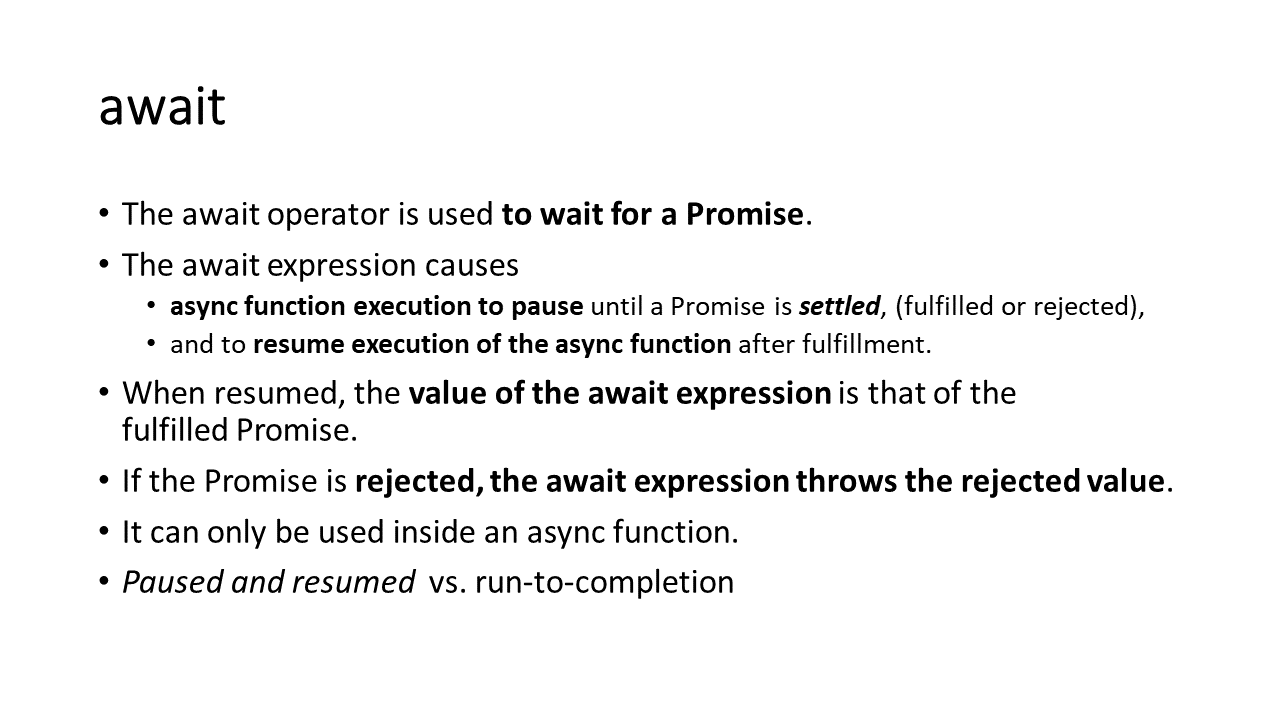 await
• The await operator is used to wait for a Promise.
• The await expression causes
• async function execution to pause until a Promise is settled, (fulfilled or rejected),
• and to resume execution of the async function after fulfillment.
• When resumed, the value of the await expression is that of the
fulfilled Promise.
• If the Promise is rejected, the await expression throws the rejected value.
• It can only be used inside an async function.
• Paused and resumed vs. run-to-completion